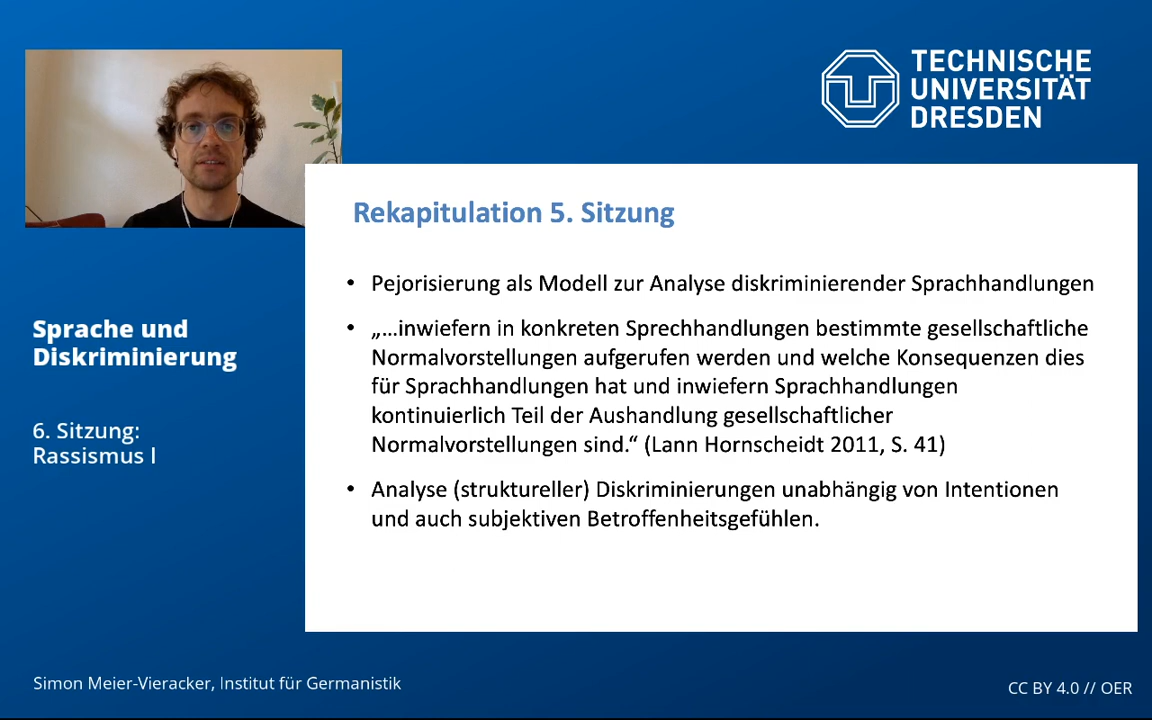 TECHNISCHE
UNIVERSITÄT
DRESDEN
Rekapitulation 5. Sitzung
• Pejorisierung als Modell zur Analyse diskriminierender Sprachhandlungen
• „…inwiefern in konkreten Sprechhandlungen bestimmte gesellschaftliche
Normalvorstellungen aufgerufen werden und welche Konsequenzen dies
für Sprachhandlungen hat und inwiefern Sprachhandlungen
kontinuierlich Teil der Aushandlung gesellschaftlicher
Normalvorstellungen sind.“ (Lann Hornscheidt 2011, S. 41)
• Analyse (struktureller) Diskriminierungen unabhängig von Intentionen
und auch subjektiven Betroffenheitsgefühlen.
Sprache und
Diskriminierung
6. Sitzung:
Rassismus I
Simon Meier-Vieracker, Institut für Germanistik
CC BY 4.0 // OER